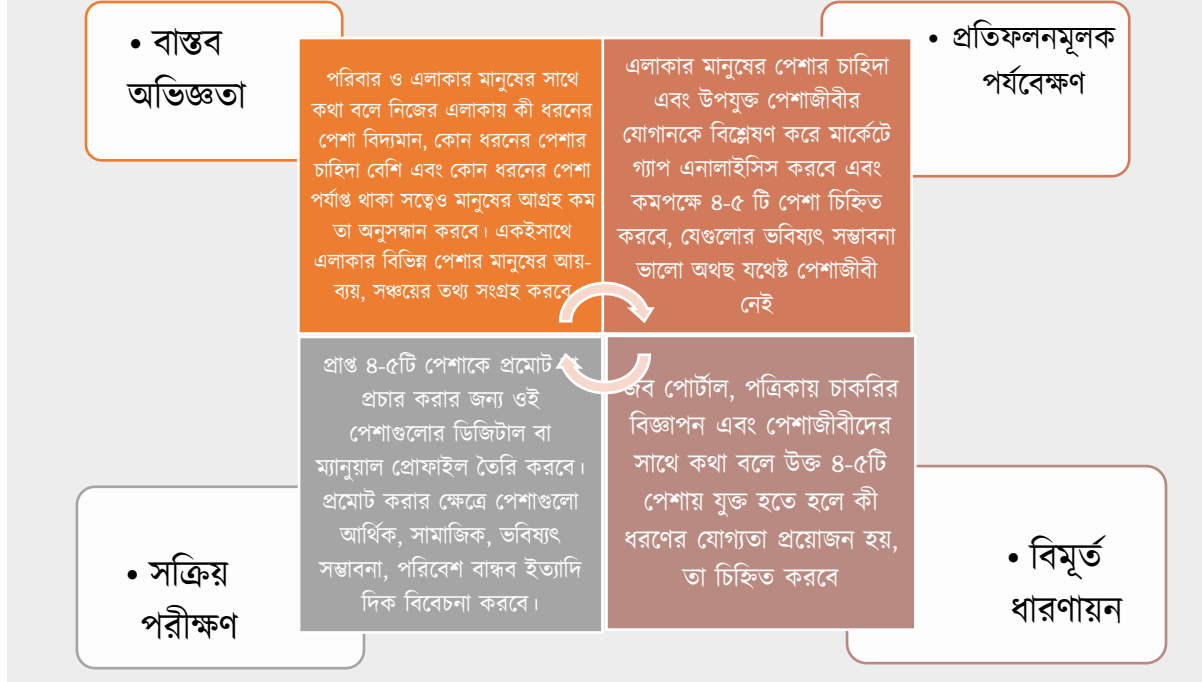 • বাস্তব
অভিজ্ঞতা
পরিবার ও এলাকার মানুষের সাথে
কথা বলে নিজের এলাকায় কী ধরনের
পেশা বিদ্যমান, কোন ধরনের পেশার
চাহিদা বেশি এবং কোন ধরনের পেশা
পর্যাপ্ত থাকা সত্বেও মানুষের আগ্রহ কম
তা অনুসন্ধান করবে। একইসাথে
এলাকার বিভিন্ন পেশার মানুষের আয়-
ব্যয়, সঞ্চয়ের তথ্য সংগ্রহ করবে
• প্রতিফলনমূলক
পর্যবেক্ষণ
এলাকার মানুষের পেশার চাহিদা
এবং উপযুক্ত পেশাজীবীর
যোগানকে বিশ্লেষণ করে মার্কেটে
গ্যাপ এনালাইসিস করবে এবং
কমপক্ষে ৪-৫ টি পেশা চিহ্নিত
করবে, যেগুলোর ভবিষ্যৎ সম্ভাবনা
ভালো অথছ যথেষ্ট পেশাজীবী
নেই
প্রাপ্ত ৪-৫টি পেশাকে প্রমোট
প্রচার করার জন্য ওই
পেশাগুলোর ডিজিটাল বা
ম্যানুয়াল প্রোফাইল তৈরি করবে।
প্রমোট করার ক্ষেত্রে পেশাগুলো
আর্থিক, সামাজিক, ভবিষ্যৎ
সম্ভাবনা, পরিবেশ বান্ধব ইত্যাদি
দিক বিবেচনা করবে।
• সক্রিয়
পরীক্ষণ
জব পোর্টাল, পত্রিকায় চাকরির
বিজ্ঞাপন এবং পেশাজীবীদের
সাথে কথা বলে উক্ত ৪-৫টি
পেশায় যুক্ত হতে হলে কী
ধরণের যোগ্যতা প্রয়োজন হয়,
তা চিহ্নিত করবে
• বিমূর্ত
ধারণায়ন